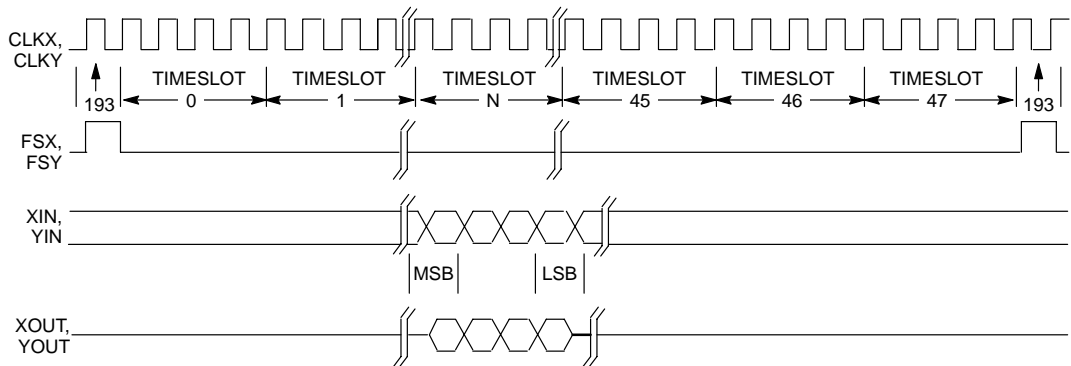 CLKX,
CLKY
TIMESLOT TIMESLOT TIMESLOT TIMESLOT TIMESLOT TIMESLOT
193 0 1 N 45 46 47 193
FSX,
FSY
XIN,
YIN
MSB LSB
XOUT,
YOUT